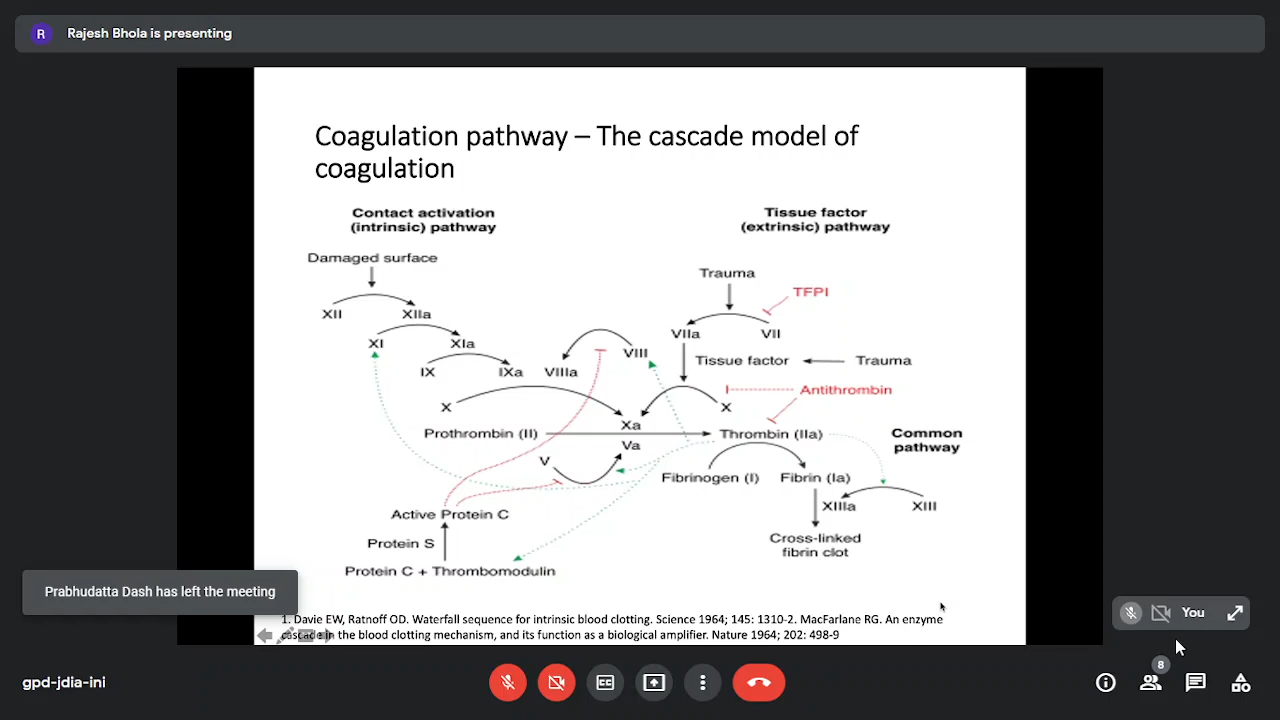 R
Rajesh Bhola is presenting
Coagulation pathway – The cascade model of
coagulation
Contact activation
(intrinsic) pathway
Tissue factor
(extrinsic) pathway
Damaged surface
Trauma
TFPI
XII
XIIa
VIIa
VII
XI
XIa
VIII
Tissue factor
Trauma
IX
IXa
VIIIa
Antithrombin
X
X
Xa
Prothrombin (II)
Thrombin (IIa)
Common
pathway
Va
V
Fibrinogen (I)
Fibrin (Ia)
XIIIa
XIII
Active Protein C
Cross-linked
fibrin clot
Protein S
Protein C + Thrombomodulin
Prabhudatta Dash has left the meeting
1. Davie EW, Ratnoff OD. Waterfall sequence for intrinsic blood clotting. Science 1964; 145: 1310-2. MacFarlane RG. An enzyme
cascade in the blood clotting mechanism, and its function as a biological amplifier. Nature 1964; 202: 498-9
You
gpd-jdia-ini
CC
8